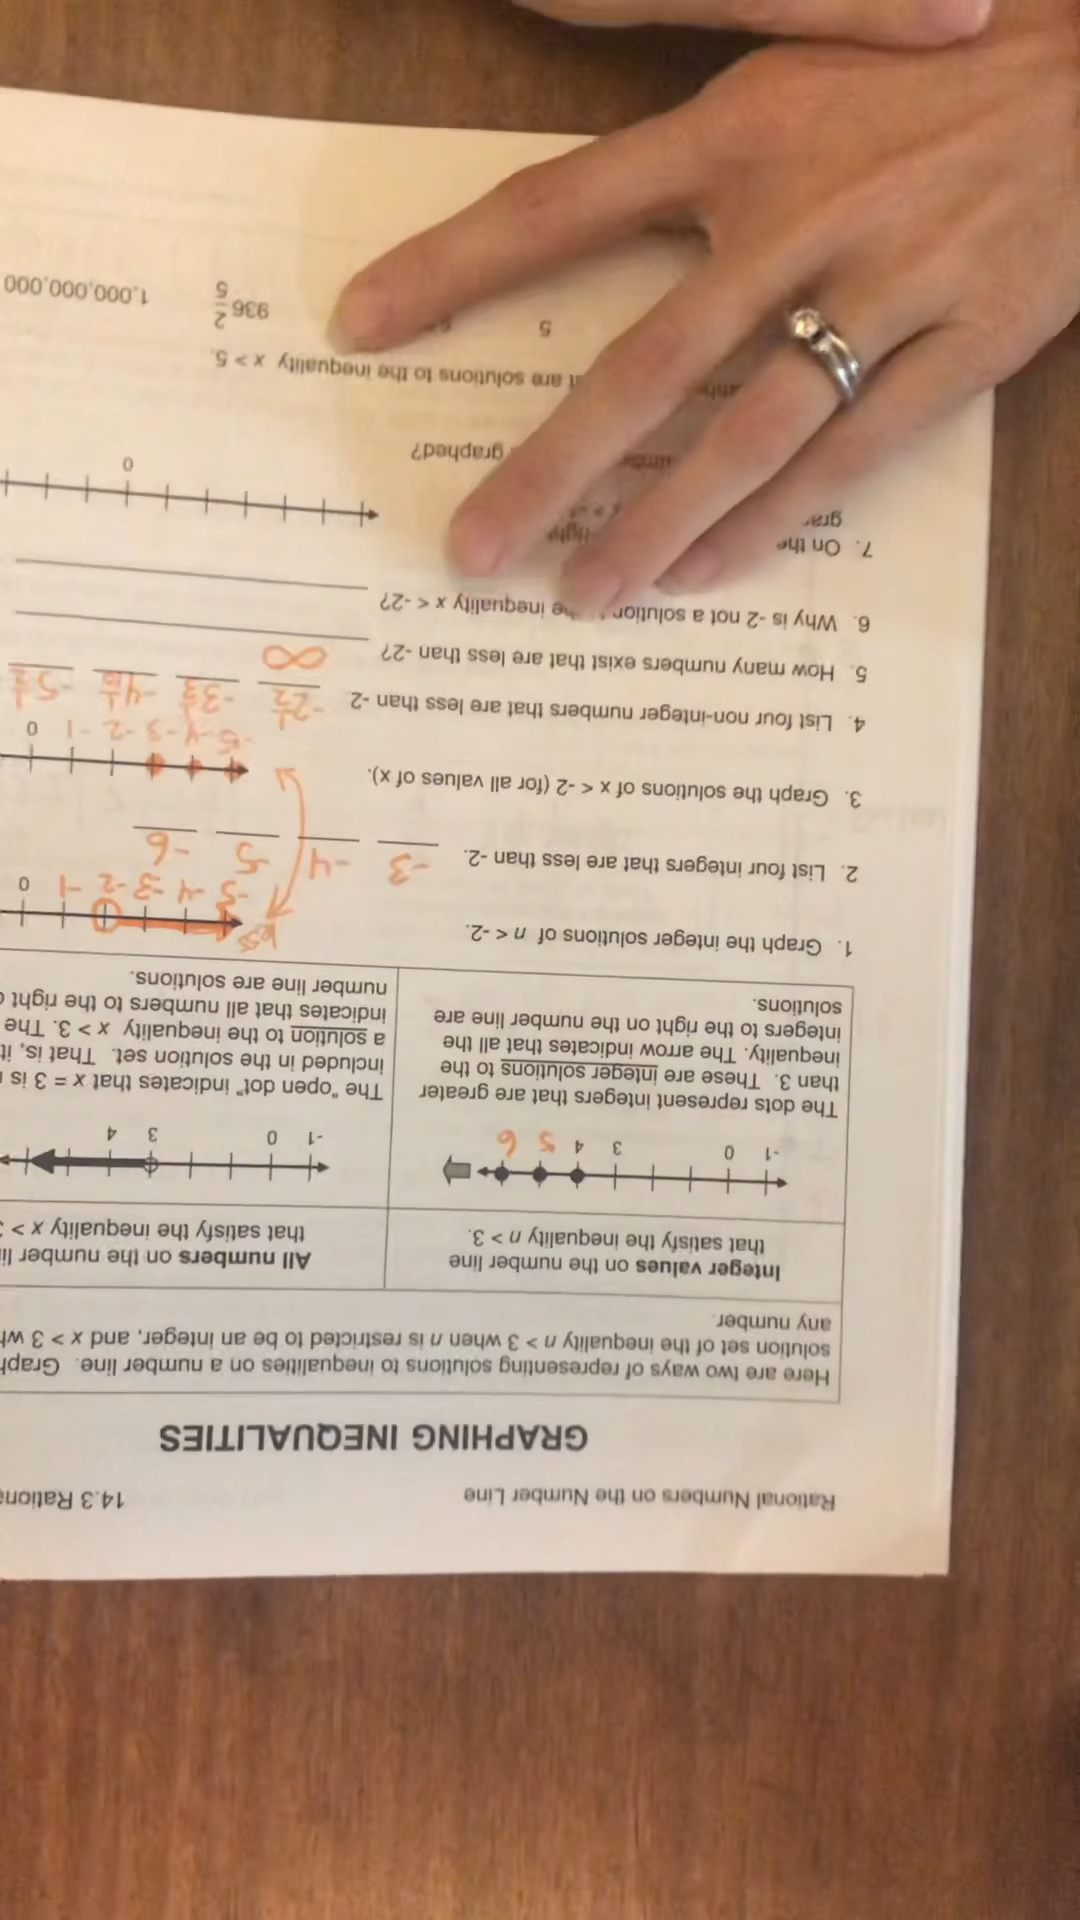 Rational Numbers on the Number Line 14.3
GRAPHING INEQUALITIES
Here are two ways of representing solutions to inequalities on a number line.
solution set of the inequality n > 3 when n is restricted to be an integer, and x > 3
any number.
Integer values on the number line
that satisfy the inequality n > 3.
All numbers on the number
that satisfy the inequality x >
-1 0 3 4 5 6
-1 0 3 4
The dots represent integers that are greater
than 3. These are integer solutions to the
inequality. The arrow indicates that all the
integers to the right on the number line are
solutions.
The "open dot" indicates that x = 3 is
included in the solution set. That is,
a solution to the inequality x > 3. The
indicates that all numbers to the right
number line are solutions.
1. Graph the integer solutions of n < -2.
-5 -4 -3 -2 -1 0
2. List four integers that are less than -2. -3 -4 -5 -6
3. Graph the solutions of x < -2 (for all values of x).
-5 -4 -3 -2 -1 0
4. List four non-integer numbers that are less than -2 -2 1/2
5. How many numbers exist that are less than -2? ∞
6. Why is -2 not a solution the inequality x < -2?
7. On the
graphed?
0
are solutions to the inequality x > 5.
5 936 2/5 1,000,000,000